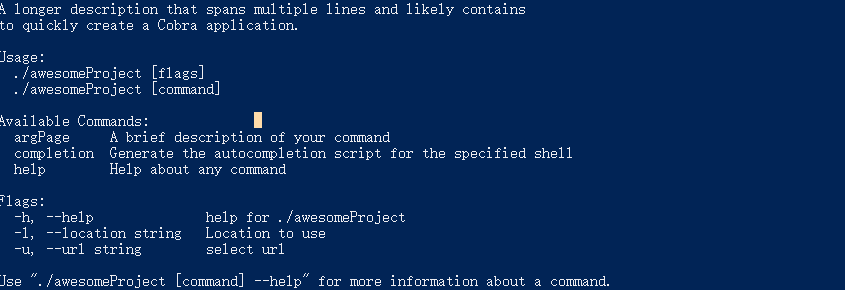 A longer description that spans multiple lines and likely contains
to quickly create a Cobra application.
Usage:
./awesomeProject [flags]
./awesomeProject [command]
Available Commands:
argPage     A brief description of your command
completion  Generate the autocompletion script for the specified shell
help        Help about any command
Flags:
-h, --help              help for ./awesomeProject
-l, --location string   Location to use
-u, --url string        select url
Use "./awesomeProject [command] --help" for more information about a command.